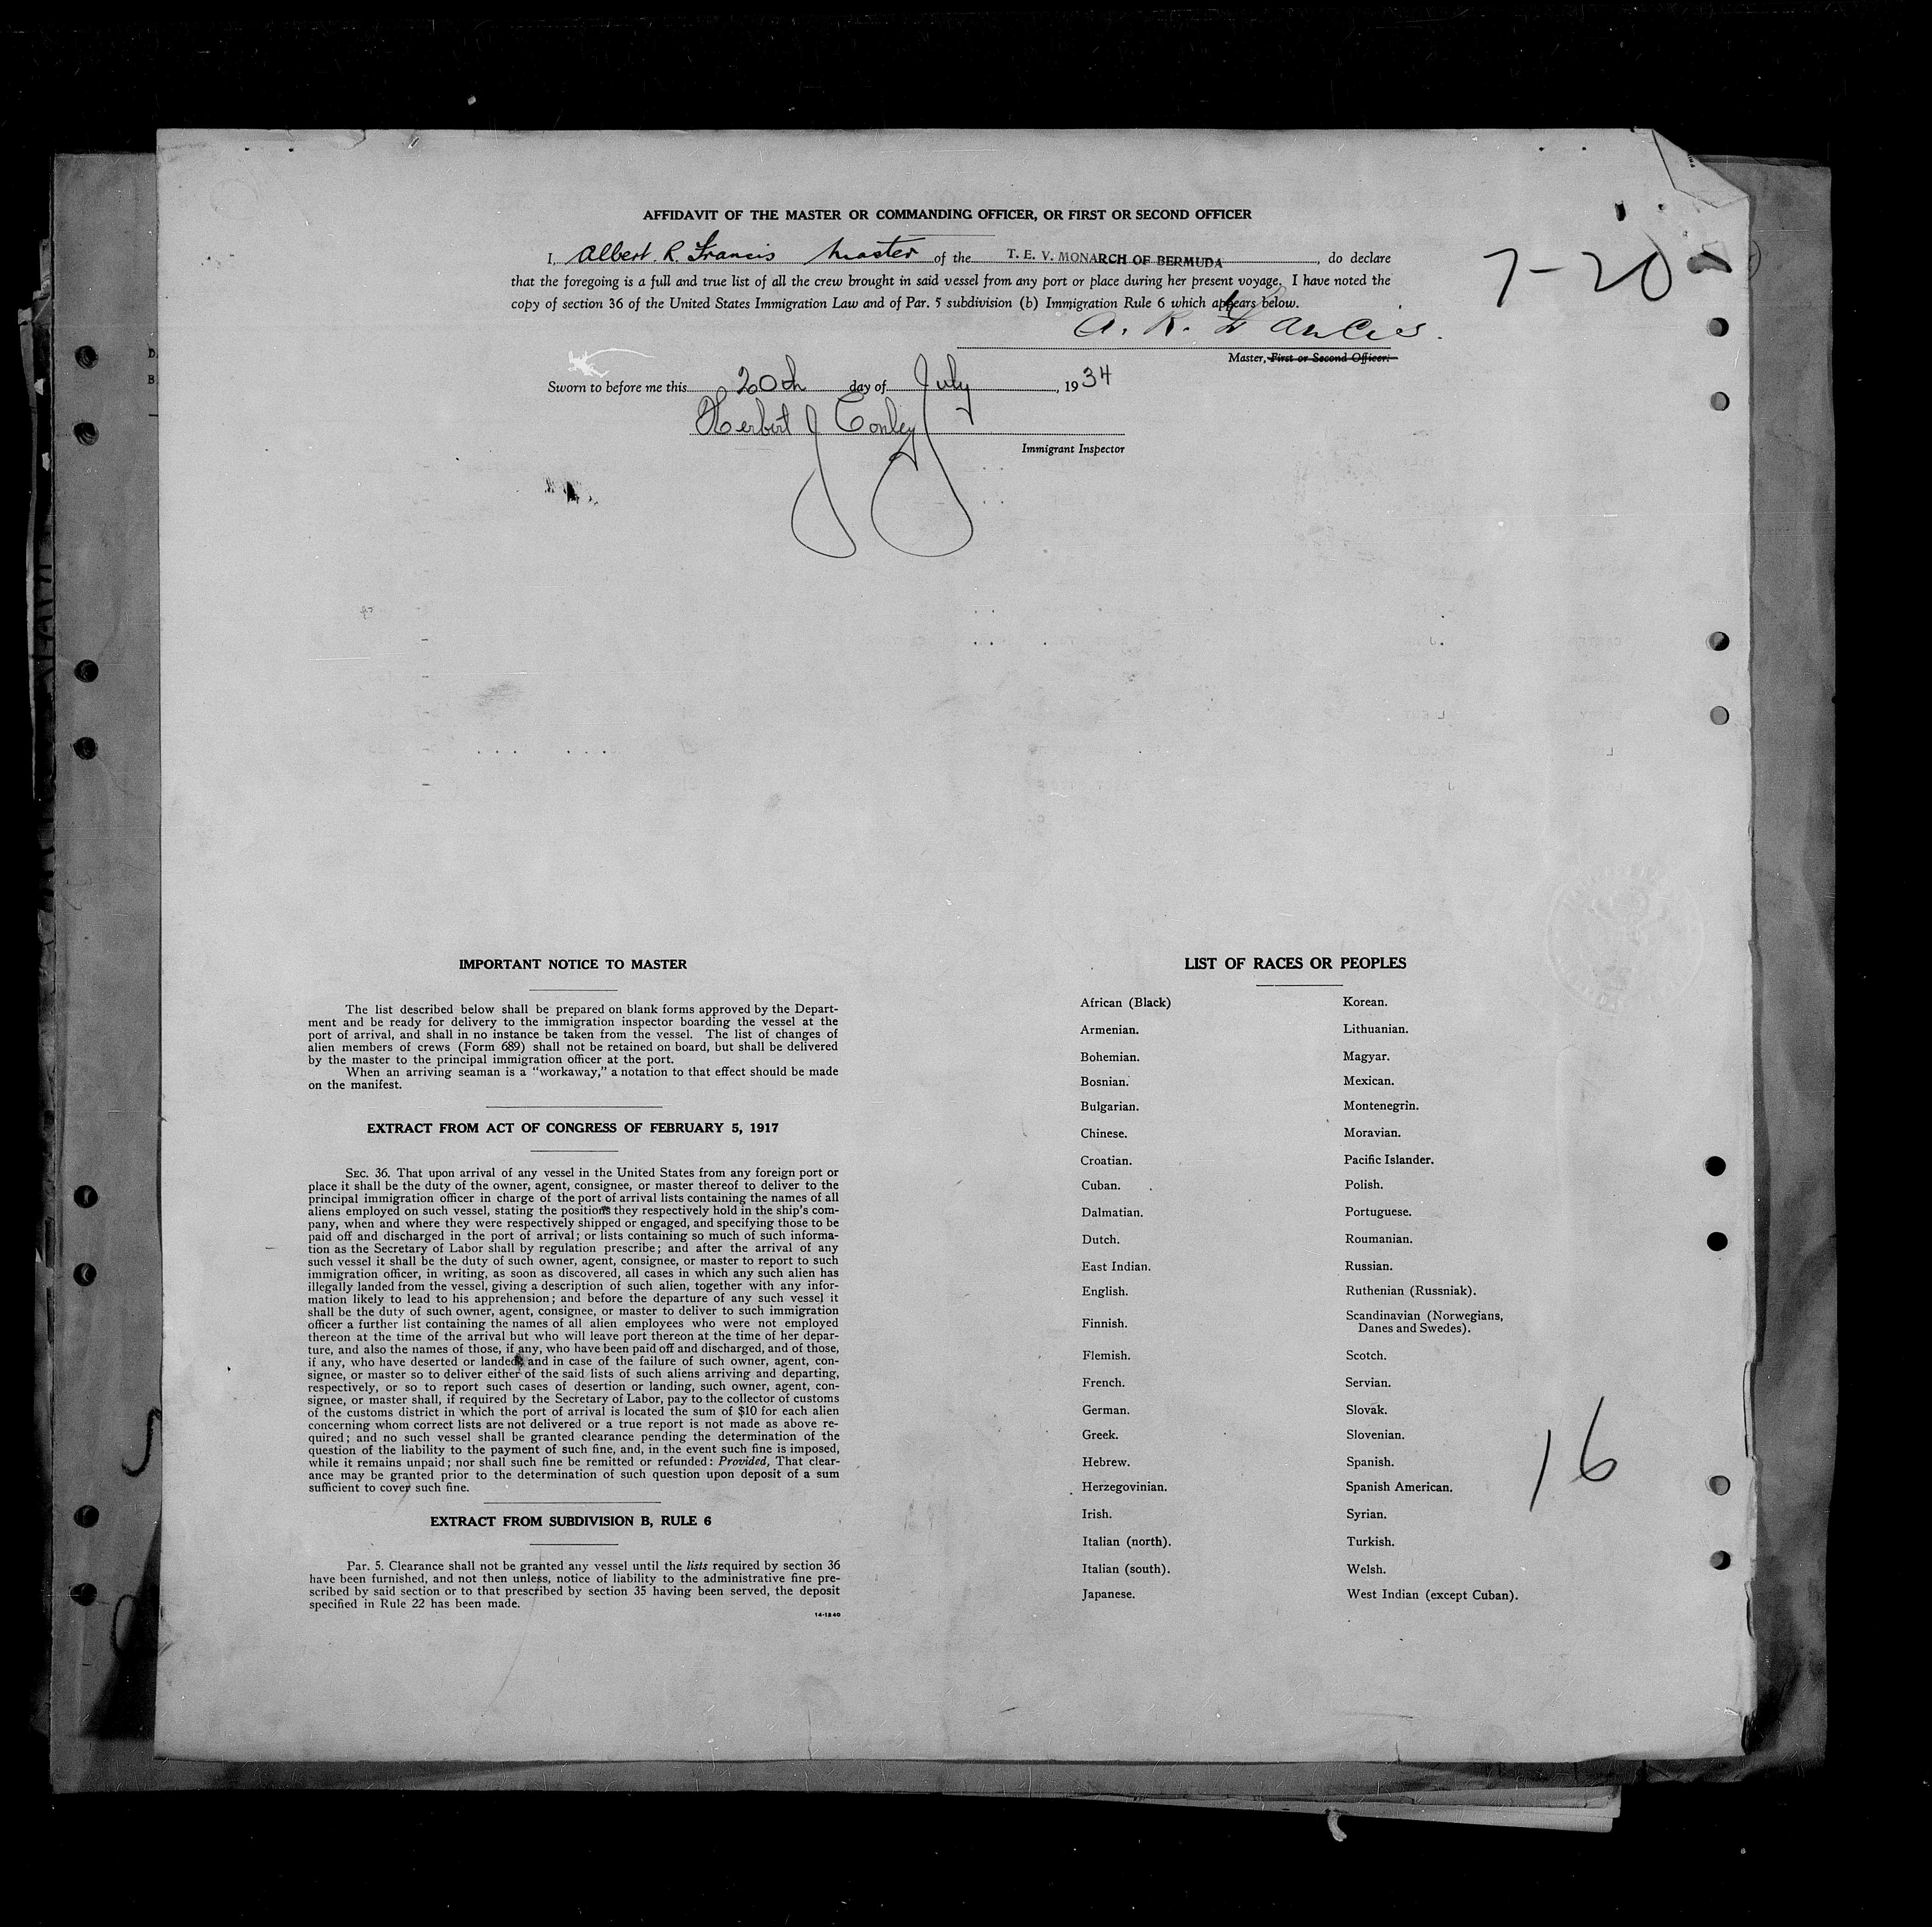 AFFIDAVIT OF THE MASTER OR COMMANDING OFFICER, OR FIRST OR SECOND OFFICER
I, Albert R. Francis Master of the T. E. V. MONARCH OF BERMUDA, do declare
that the foregoing is a full and true list of all the crew brought in said vessel from any port or place during her present voyage. I have noted the
copy of section 36 of the United States Immigration Law and of Par. 5 subdivision (b) Immigration Rule 6 which appears below.
7-20
A. R. Francis.
Master, First or Second Officer.
Sworn to before me this 20th day of July, 1934
Herbert J Conley
Immigrant Inspector
IMPORTANT NOTICE TO MASTER
The list described below shall be prepared on blank forms approved by the Depart-
ment and be ready for delivery to the immigration inspector boarding the vessel at the
port of arrival, and shall in no instance be taken from the vessel. The list of changes of
alien members of crews (Form 689) shall not be retained on board, but shall be delivered
by the master to the principal immigration officer at the port.
When an arriving seaman is a "workaway," a notation to that effect should be made
on the manifest.
EXTRACT FROM ACT OF CONGRESS OF FEBRUARY 5, 1917
SEC. 36. That upon arrival of any vessel in the United States from any foreign port or
place it shall be the duty of the owner, agent, consignee, or master thereof to deliver to the
principal immigration officer in charge of the port of arrival lists containing the names of all
aliens employed on such vessel, stating the positions they respectively hold in the ship's com-
pany, when and where they were respectively shipped or engaged, and specifying those to be
paid off and discharged in the port of arrival; or lists containing so much of such informa-
tion as the Secretary of Labor shall by regulation prescribe; and after the arrival of any
such vessel it shall be the duty of such owner, agent, consignee, or master to report to such
immigration officer, in writing, as soon as discovered, all cases in which any such alien has
illegally landed from the vessel, giving a description of such alien, together with any infor-
mation likely to lead to his apprehension; and before the departure of any such vessel it
shall be the duty of such owner, agent, consignee, or master to deliver to such immigration
officer a further list containing the names of all alien employees who were not employed
thereon at the time of the arrival but who will leave port thereon at the time of her depar-
ture, and also the names of those, if any, who have been paid off and discharged, and of those,
if any, who have deserted or landed; and in case of the failure of such owner, agent, con-
signee, or master so to deliver either of the said lists of such aliens arriving and departing,
respectively, or so to report such cases of desertion or landing, such owner, agent, con-
signee, or master shall, if required by the Secretary of Labor, pay to the collector of customs
of the customs district in which the port of arrival is located the sum of $10 for each alien
concerning whom correct lists are not delivered or a true report is not made as above re-
quired; and no such vessel shall be granted clearance pending the determination of the
question of the liability to the payment of such fine, and, in the event such fine is imposed,
while it remains unpaid; nor shall such fine be remitted or refunded: Provided, That clear-
ance may be granted prior to the determination of such question upon deposit of a sum
sufficient to cover such fine.
EXTRACT FROM SUBDIVISION B, RULE 6
Par. 5. Clearance shall not be granted any vessel until the lists required by section 36
have been furnished, and not then unless, notice of liability to the administrative fine pre-
scribed by said section or to that prescribed by section 35 having been served, the deposit
specified in Rule 22 has been made.
14-1240
LIST OF RACES OR PEOPLES
African (Black)
Armenian.
Bohemian.
Bosnian.
Bulgarian.
Chinese.
Croatian.
Cuban.
Dalmatian.
Dutch.
East Indian.
English.
Finnish.
Flemish.
French.
German.
Greek.
Hebrew.
Herzegovinian.
Irish.
Italian (north).
Italian (south).
Japanese.
Korean.
Lithuanian.
Magyar.
Mexican.
Montenegrin.
Moravian.
Pacific Islander.
Polish.
Portuguese.
Roumanian.
Russian.
Ruthenian (Russniak).
Scandinavian (Norwegians,
Danes and Swedes).
Scotch.
Servian.
Slovak.
Slovenian.
Spanish.
Spanish American.
Syrian.
Turkish.
Welsh.
West Indian (except Cuban).
16